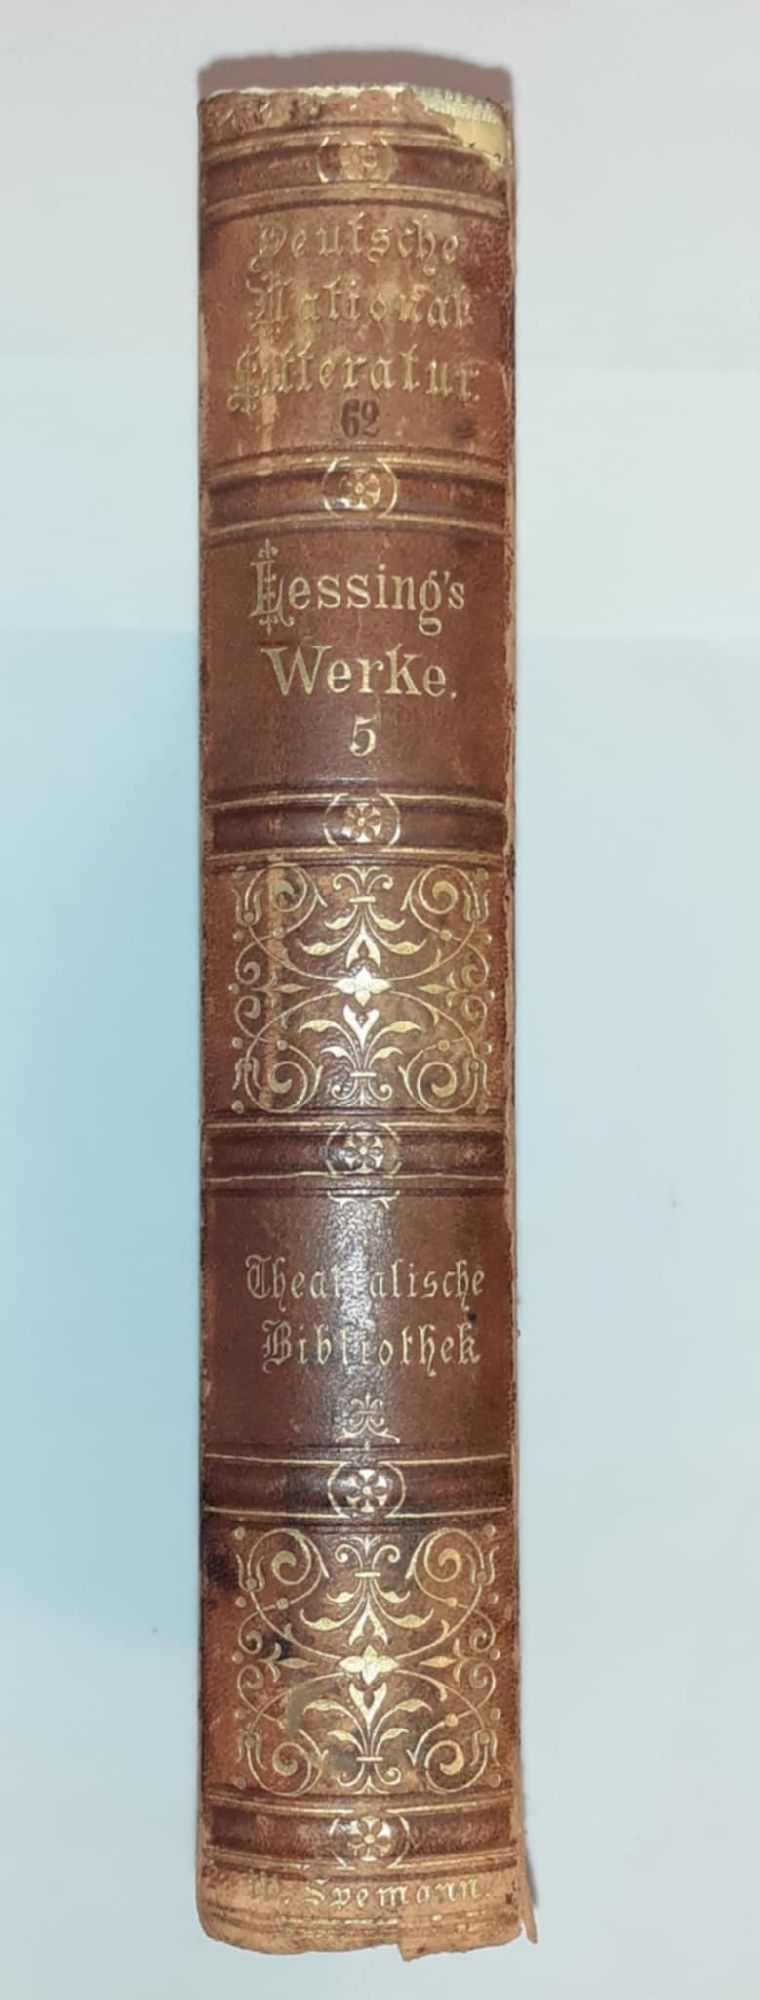 Deutsche
National
Litteratur.
62
Lessing's
Werke.
5
Theatralische
Bibliothek
W. Spemann.